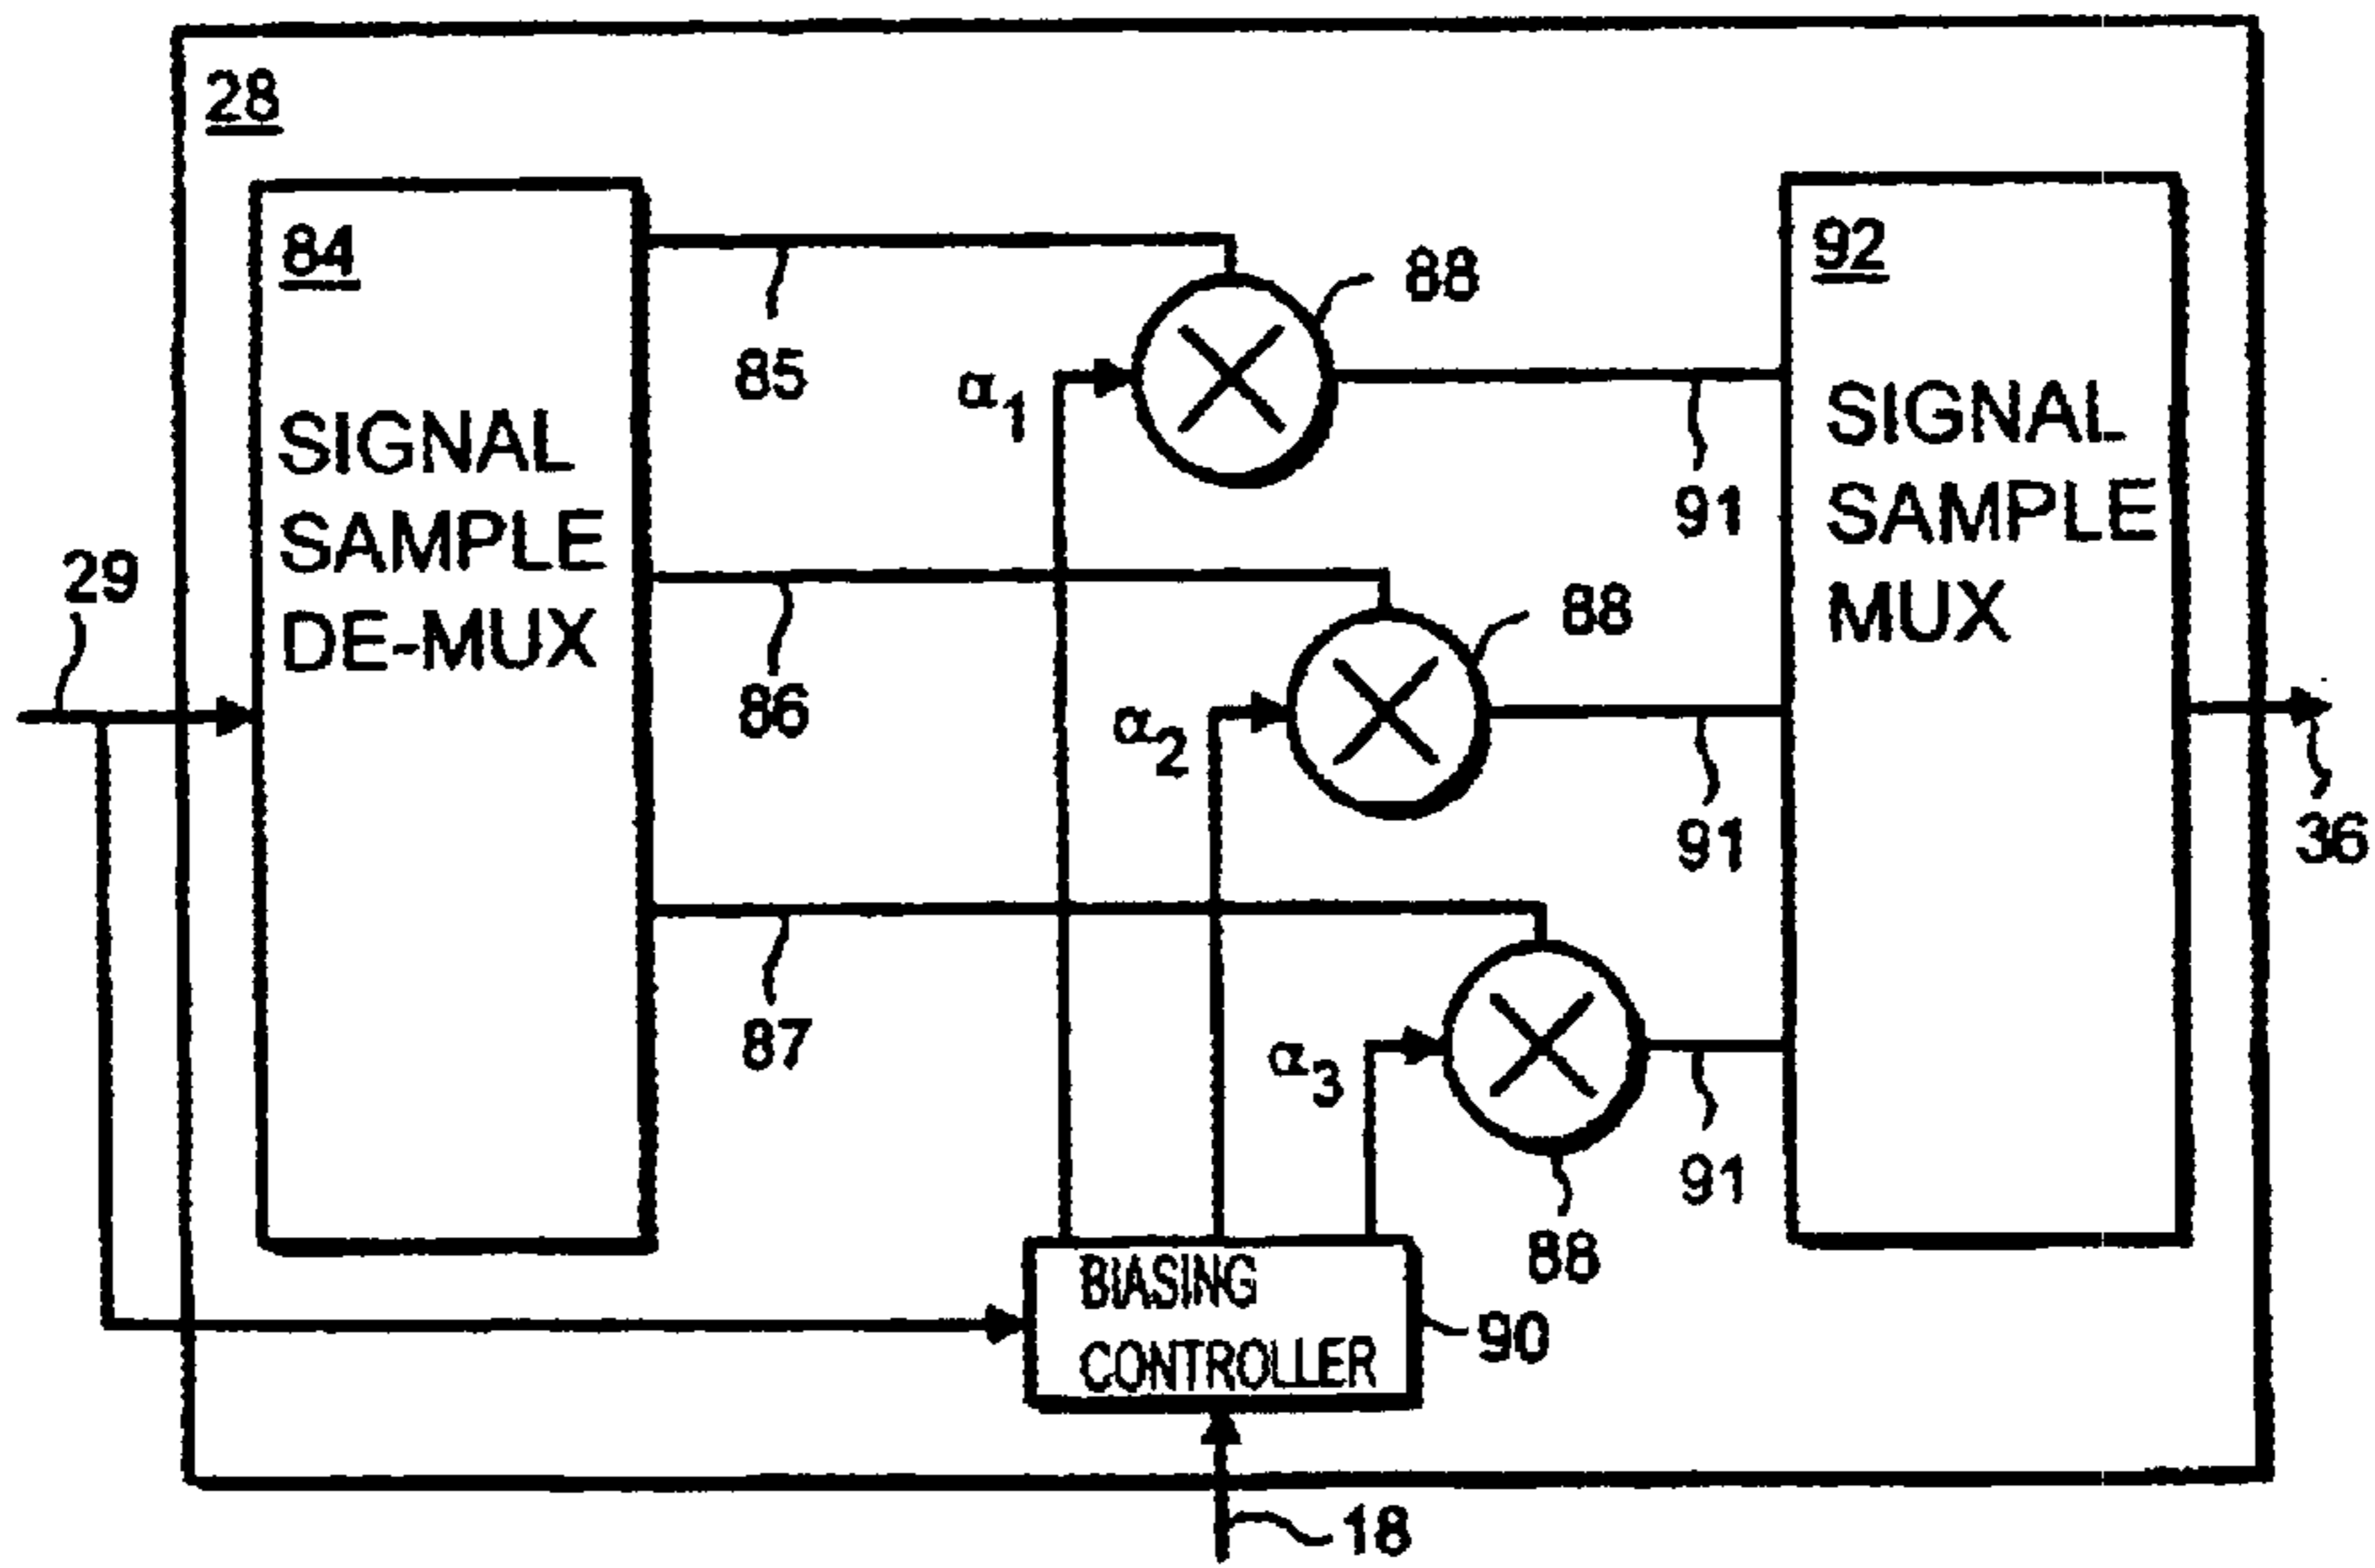 28
84
SIGNAL
SAMPLE
DE-MUX
29
85
86
87
α1
88
α2
88
α3
88
91
91
91
92
SIGNAL
SAMPLE
MUX
36
BIASING
CONTROLLER
90
18